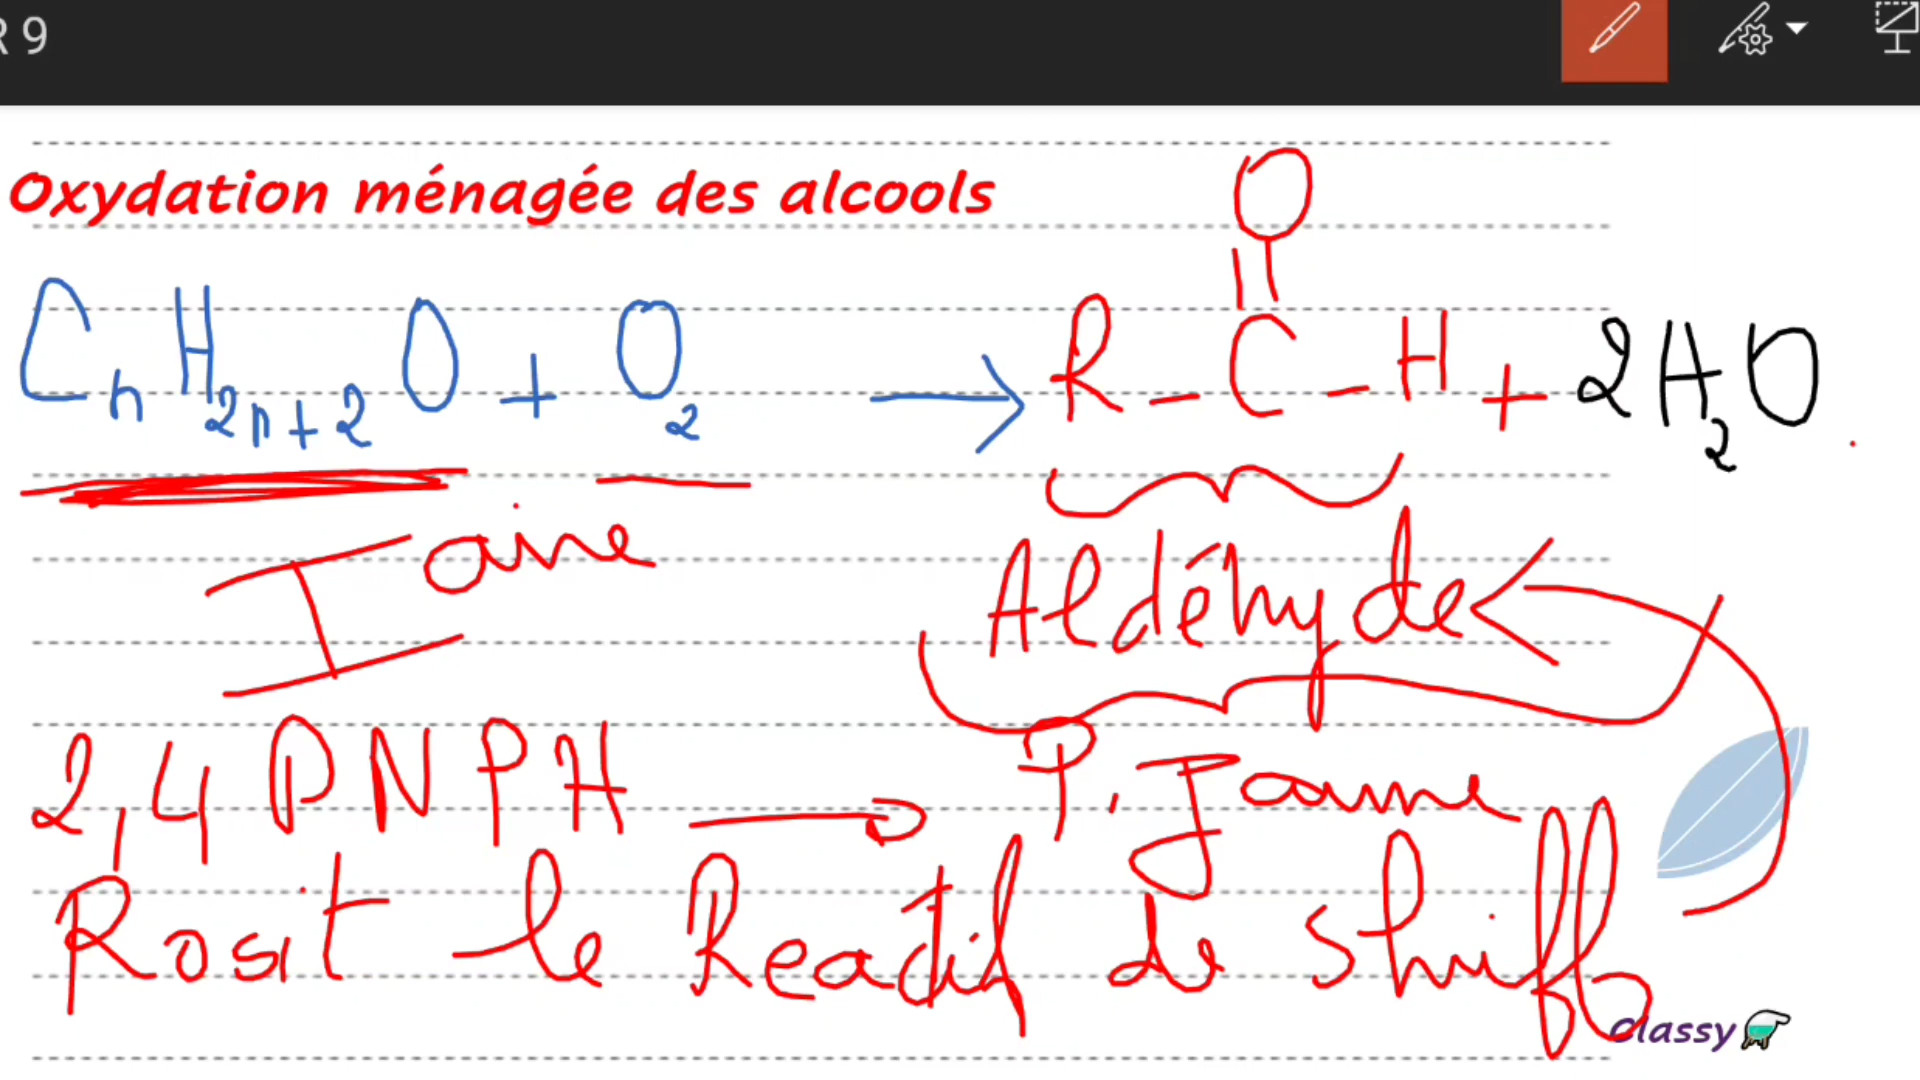 R 9
Oxydation ménagée des alcools
CnH2n+2O + O2 → R - C - H + 2H2O
O
Iaire
Aldéhyde
2,4 PNPH → P. Jaune
Rosit le Reactif de shiff
Classy